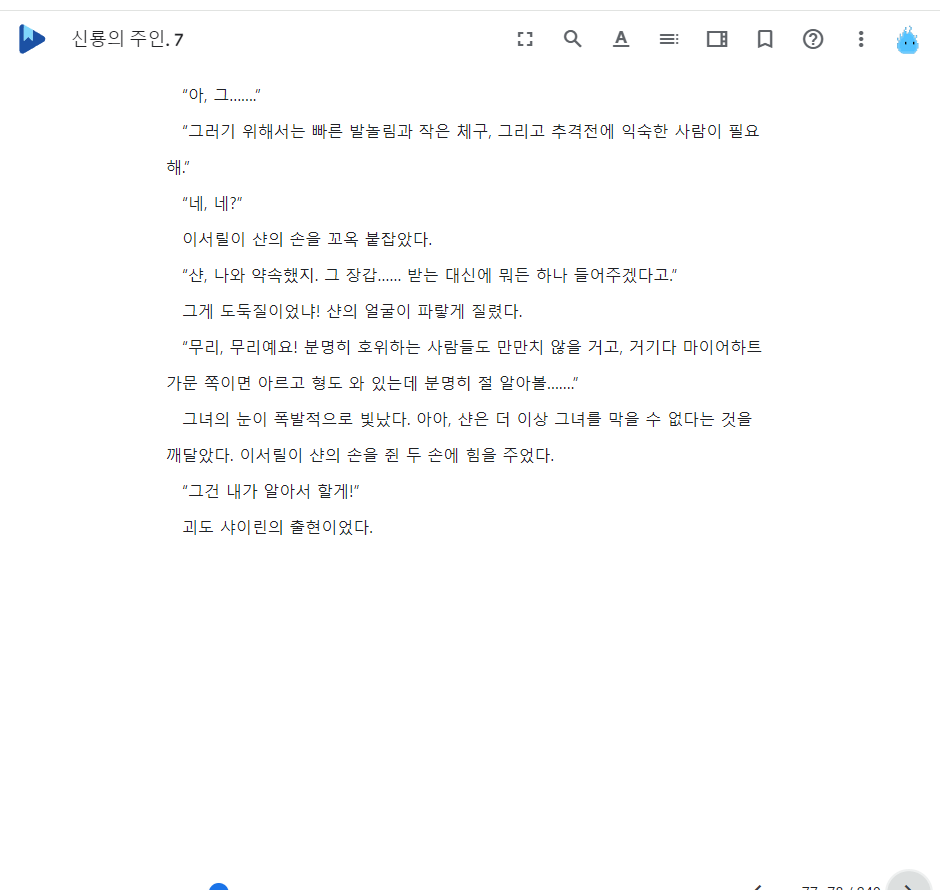 신룡의 주인. 7
“아, 그.......”
“그러기 위해서는 빠른 발놀림과 작은 체구, 그리고 추격전에 익숙한 사람이 필요
해.”
“네, 네?”
이서릴이 샨의 손을 꼬옥 붙잡았다.
“샨, 나와 약속했지. 그 장갑...... 받는 대신에 뭐든 하나 들어주겠다고.”
그게 도둑질이었냐! 샨의 얼굴이 파랗게 질렸다.
“무리, 무리예요! 분명히 호위하는 사람들도 만만치 않을 거고, 거기다 마이어하트
가문 쪽이면 아르고 형도 와 있는데 분명히 절 알아볼.......”
그녀의 눈이 폭발적으로 빛났다. 아아, 샨은 더 이상 그녀를 막을 수 없다는 것을
깨달았다. 이서릴이 샨의 손을 쥔 두 손에 힘을 주었다.
“그건 내가 알아서 할게!”
괴도 샤이린의 출현이었다.